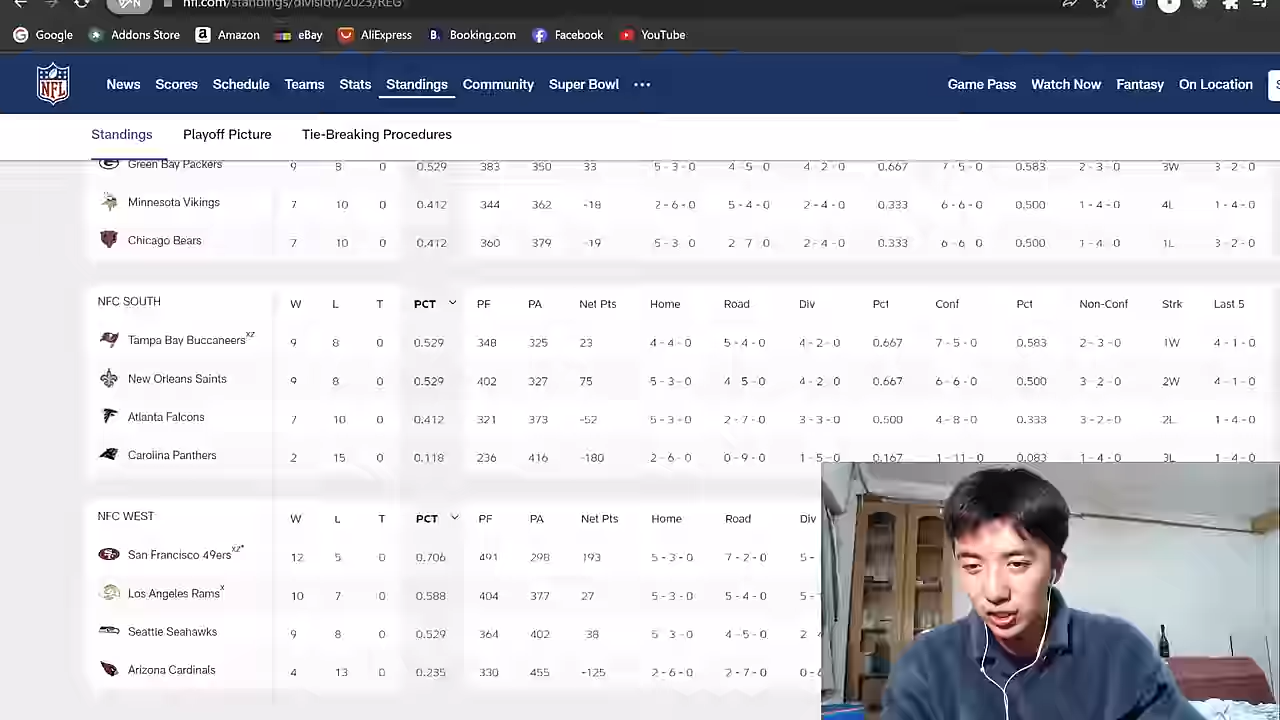 nfl.com/standings/division/2023/REG
Google Addons Store Amazon eBay AliExpress Booking.com Facebook YouTube
NFL News Scores Schedule Teams Stats Standings Community Super Bowl ••• Game Pass Watch Now Fantasy On Location
Standings Playoff Picture Tie-Breaking Procedures
Green Bay Packers 9 8 0 0.529 383 350 33 5 - 3 - 0 4 - 5 - 0 4 - 2 - 0 0.667 7 - 5 - 0 0.583 2 - 3 - 0 3W 3 - 2 - 0
Minnesota Vikings 7 10 0 0.412 344 362 -18 2 - 6 - 0 5 - 4 - 0 2 - 4 - 0 0.333 6 - 6 - 0 0.500 1 - 4 - 0 4L 1 - 4 - 0
Chicago Bears 7 10 0 0.412 360 379 -19 5 - 3 0 2 7 0 2 - 4 - 0 0.333 6 - 6 0 0.500 1 - 4 0 1L 3 - 2 - 0
NFC SOUTH W L T PCT PF PA Net Pts Home Road Div Pct Conf Pct Non-Conf Strk Last 5
Tampa Bay Buccaneers xz 9 8 0 0.529 348 325 23 4 - 4 - 0 5 - 4 - 0 4 - 2 - 0 0.667 7 - 5 - 0 0.583 2 - 3 - 0 1W 4 - 1 - 0
New Orleans Saints 9 8 0 0.529 402 327 75 5 - 3 - 0 4 5 - 0 4 - 2 0 0.667 6 - 6 - 0 0.500 3 - 2 - 0 2W 4 - 1 - 0
Atlanta Falcons 7 10 0 0.412 321 373 -52 5 - 3 - 0 2 - 7 - 0 3 - 3 - 0 0.500 4 - 8 - 0 0.333 3 - 2 - 0 2L 1 - 4 - 0
Carolina Panthers 2 15 0 0.118 236 416 -180 2 - 6 - 0 0 - 9 - 0 1 - 5 - 0 0.167 1 - 11 - 0 0.083 1 - 4 - 0 3L 1 - 4 - 0
NFC WEST W L T PCT PF PA Net Pts Home Road Div
San Francisco 49ers xz* 12 5 0 0.706 491 298 193 5 - 3 - 0 7 - 2 - 0 5 -
Los Angeles Rams x 10 7 0 0.588 404 377 27 5 - 3 - 0 5 - 4 - 0 5 -
Seattle Seahawks 9 8 0 0.529 364 402 38 5 3 - 0 4 - 5 - 0 2
Arizona Cardinals 4 13 0 0.235 330 455 -125 2 - 6 - 0 2 - 7 - 0 0 -